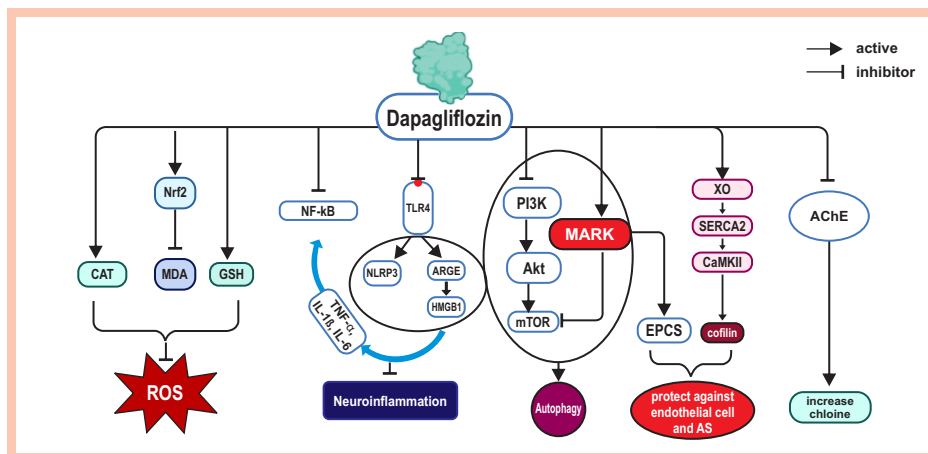 active
inhibitor
Dapagliflozin
Nrf2
CAT
MDA
GSH
ROS
NF-kB
TLR4
NLRP3
ARGE
HMGB1
TNF-α,
IL-1ß, IL-6
Neuroinflammation
PI3K
MARK
Akt
mTOR
Autophagy
XO
SERCA2
CaMKII
EPCS
cofilin
protect against
endothelial cell
and AS
AChE
increase
chloine